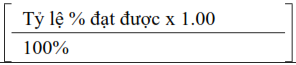 Tỷ lệ % đạt được x 1.00
100%